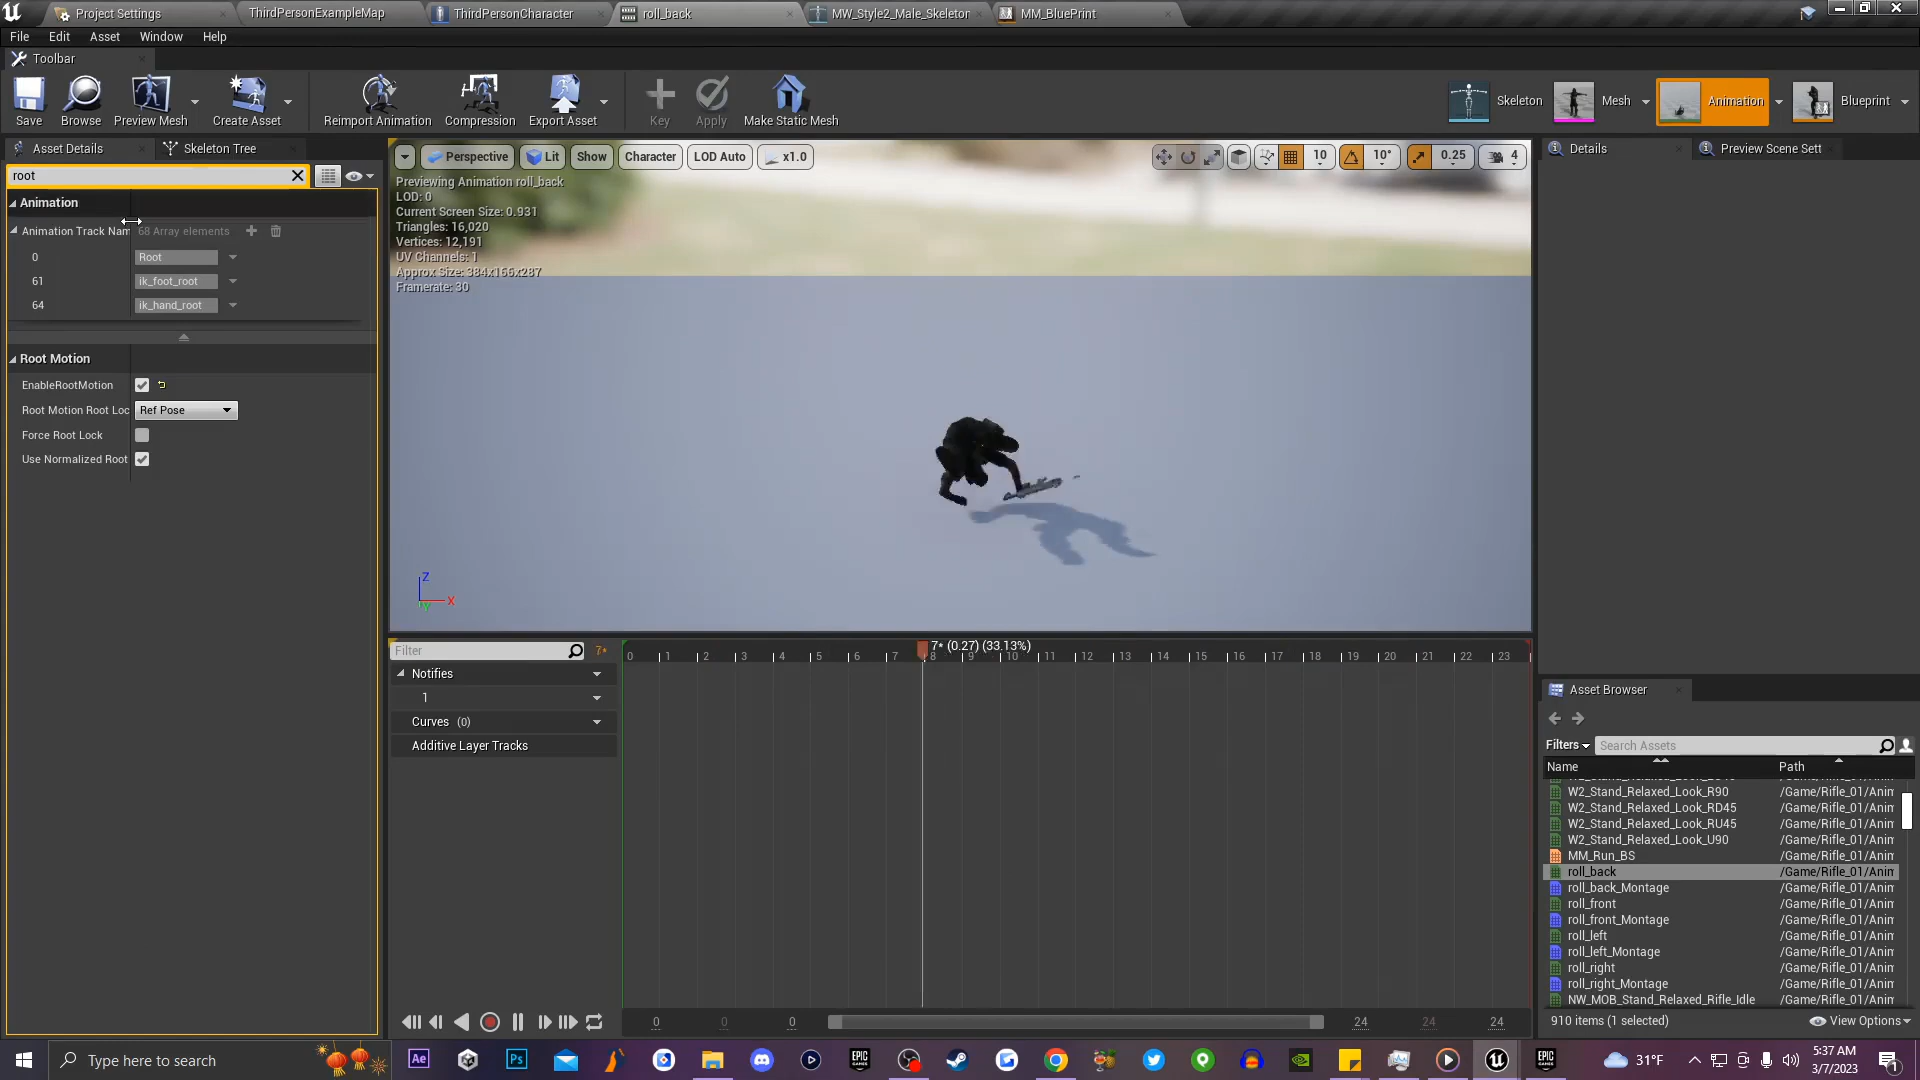 Project Settings
ThirdPersonExampleMap
ThirdPersonCharacter
roll_back
MW_Style2_Male_Skeleton
MM_BluePrint
File Edit Asset Window Help
Toolbar
Save
Browse
Preview Mesh
Create Asset
Reimport Animation
Compression
Export Asset
Key
Apply
Make Static Mesh
Skeleton
Mesh
Animation
Blueprint
Asset Details
Skeleton Tree
root
Animation
Animation Track Nam 68 Array elements
0 Root
61 ik_foot_root
64 ik_hand_root
Root Motion
EnableRootMotion
Root Motion Root Loc Ref Pose
Force Root Lock
Use Normalized Root
Perspective Lit Show Character LOD Auto x1.0
10 10° 0.25 4
Previewing Animation roll_back
LOD: 0
Current Screen Size: 0.931
Triangles: 16,020
Vertices: 12,191
UV Channels: 1
Approx Size: 384x166x287
Framerate: 30
Z
X
Y
Filter 7*
Notifies
1
Curves (0)
Additive Layer Tracks
7* (0.27) (33.13%)
0 1 2 3 4 5 6 7 8 9 10 11 12 13 14 15 16 17 18 19 20 21 22 23
0 0 0 24 24 24
Details
Preview Scene Sett
Asset Browser
Filters Search Assets
Name Path
W2_Stand_Relaxed_Look_R90 /Game/Rifle_01/Anim
W2_Stand_Relaxed_Look_RD45 /Game/Rifle_01/Anim
W2_Stand_Relaxed_Look_RU45 /Game/Rifle_01/Anim
W2_Stand_Relaxed_Look_U90 /Game/Rifle_01/Anim
MM_Run_BS /Game/Rifle_01/Anim
roll_back /Game/Rifle_01/Anim
roll_back_Montage /Game/Rifle_01/Anim
roll_front /Game/Rifle_01/Anim
roll_front_Montage /Game/Rifle_01/Anim
roll_left /Game/Rifle_01/Anim
roll_left_Montage /Game/Rifle_01/Anim
roll_right /Game/Rifle_01/Anim
roll_right_Montage /Game/Rifle_01/Anim
NW_MOB_Stand_Relaxed_Rifle_Idle /Game/Rifle_01/Anim
910 items (1 selected) View Options
Type here to search
Ae
Ps
EPIC GAMES
EPIC GAMES
31°F
5:37 AM
3/7/2023
1